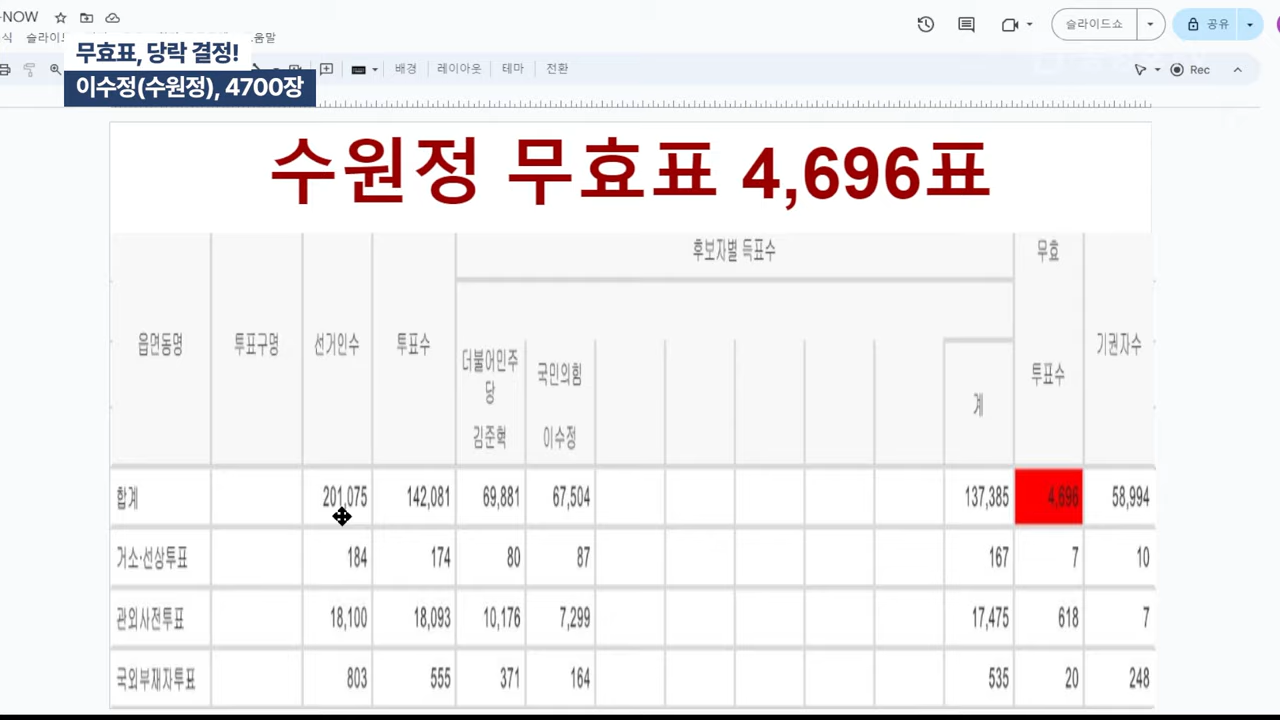 -NOW
슬라이드쇼
공유
식 슬라이드
움말
무효표, 당락 결정!
이수정(수원정), 4700장
배경 레이아웃 테마 전환
Rec
수원정 무효표 4,696표
읍면동명 투표구명 선거인수 투표수 후보자별 득표수 무효 투표수 기권자수
더불어민주당 김준혁 국민의힘 이수정 계
합계 201,075 142,081 69,881 67,504 137,385 4,696 58,994
거소·선상투표 184 174 80 87 167 7 10
관외사전투표 18,100 18,093 10,176 7,299 17,475 618 7
국외부재자투표 803 555 371 164 535 20 248